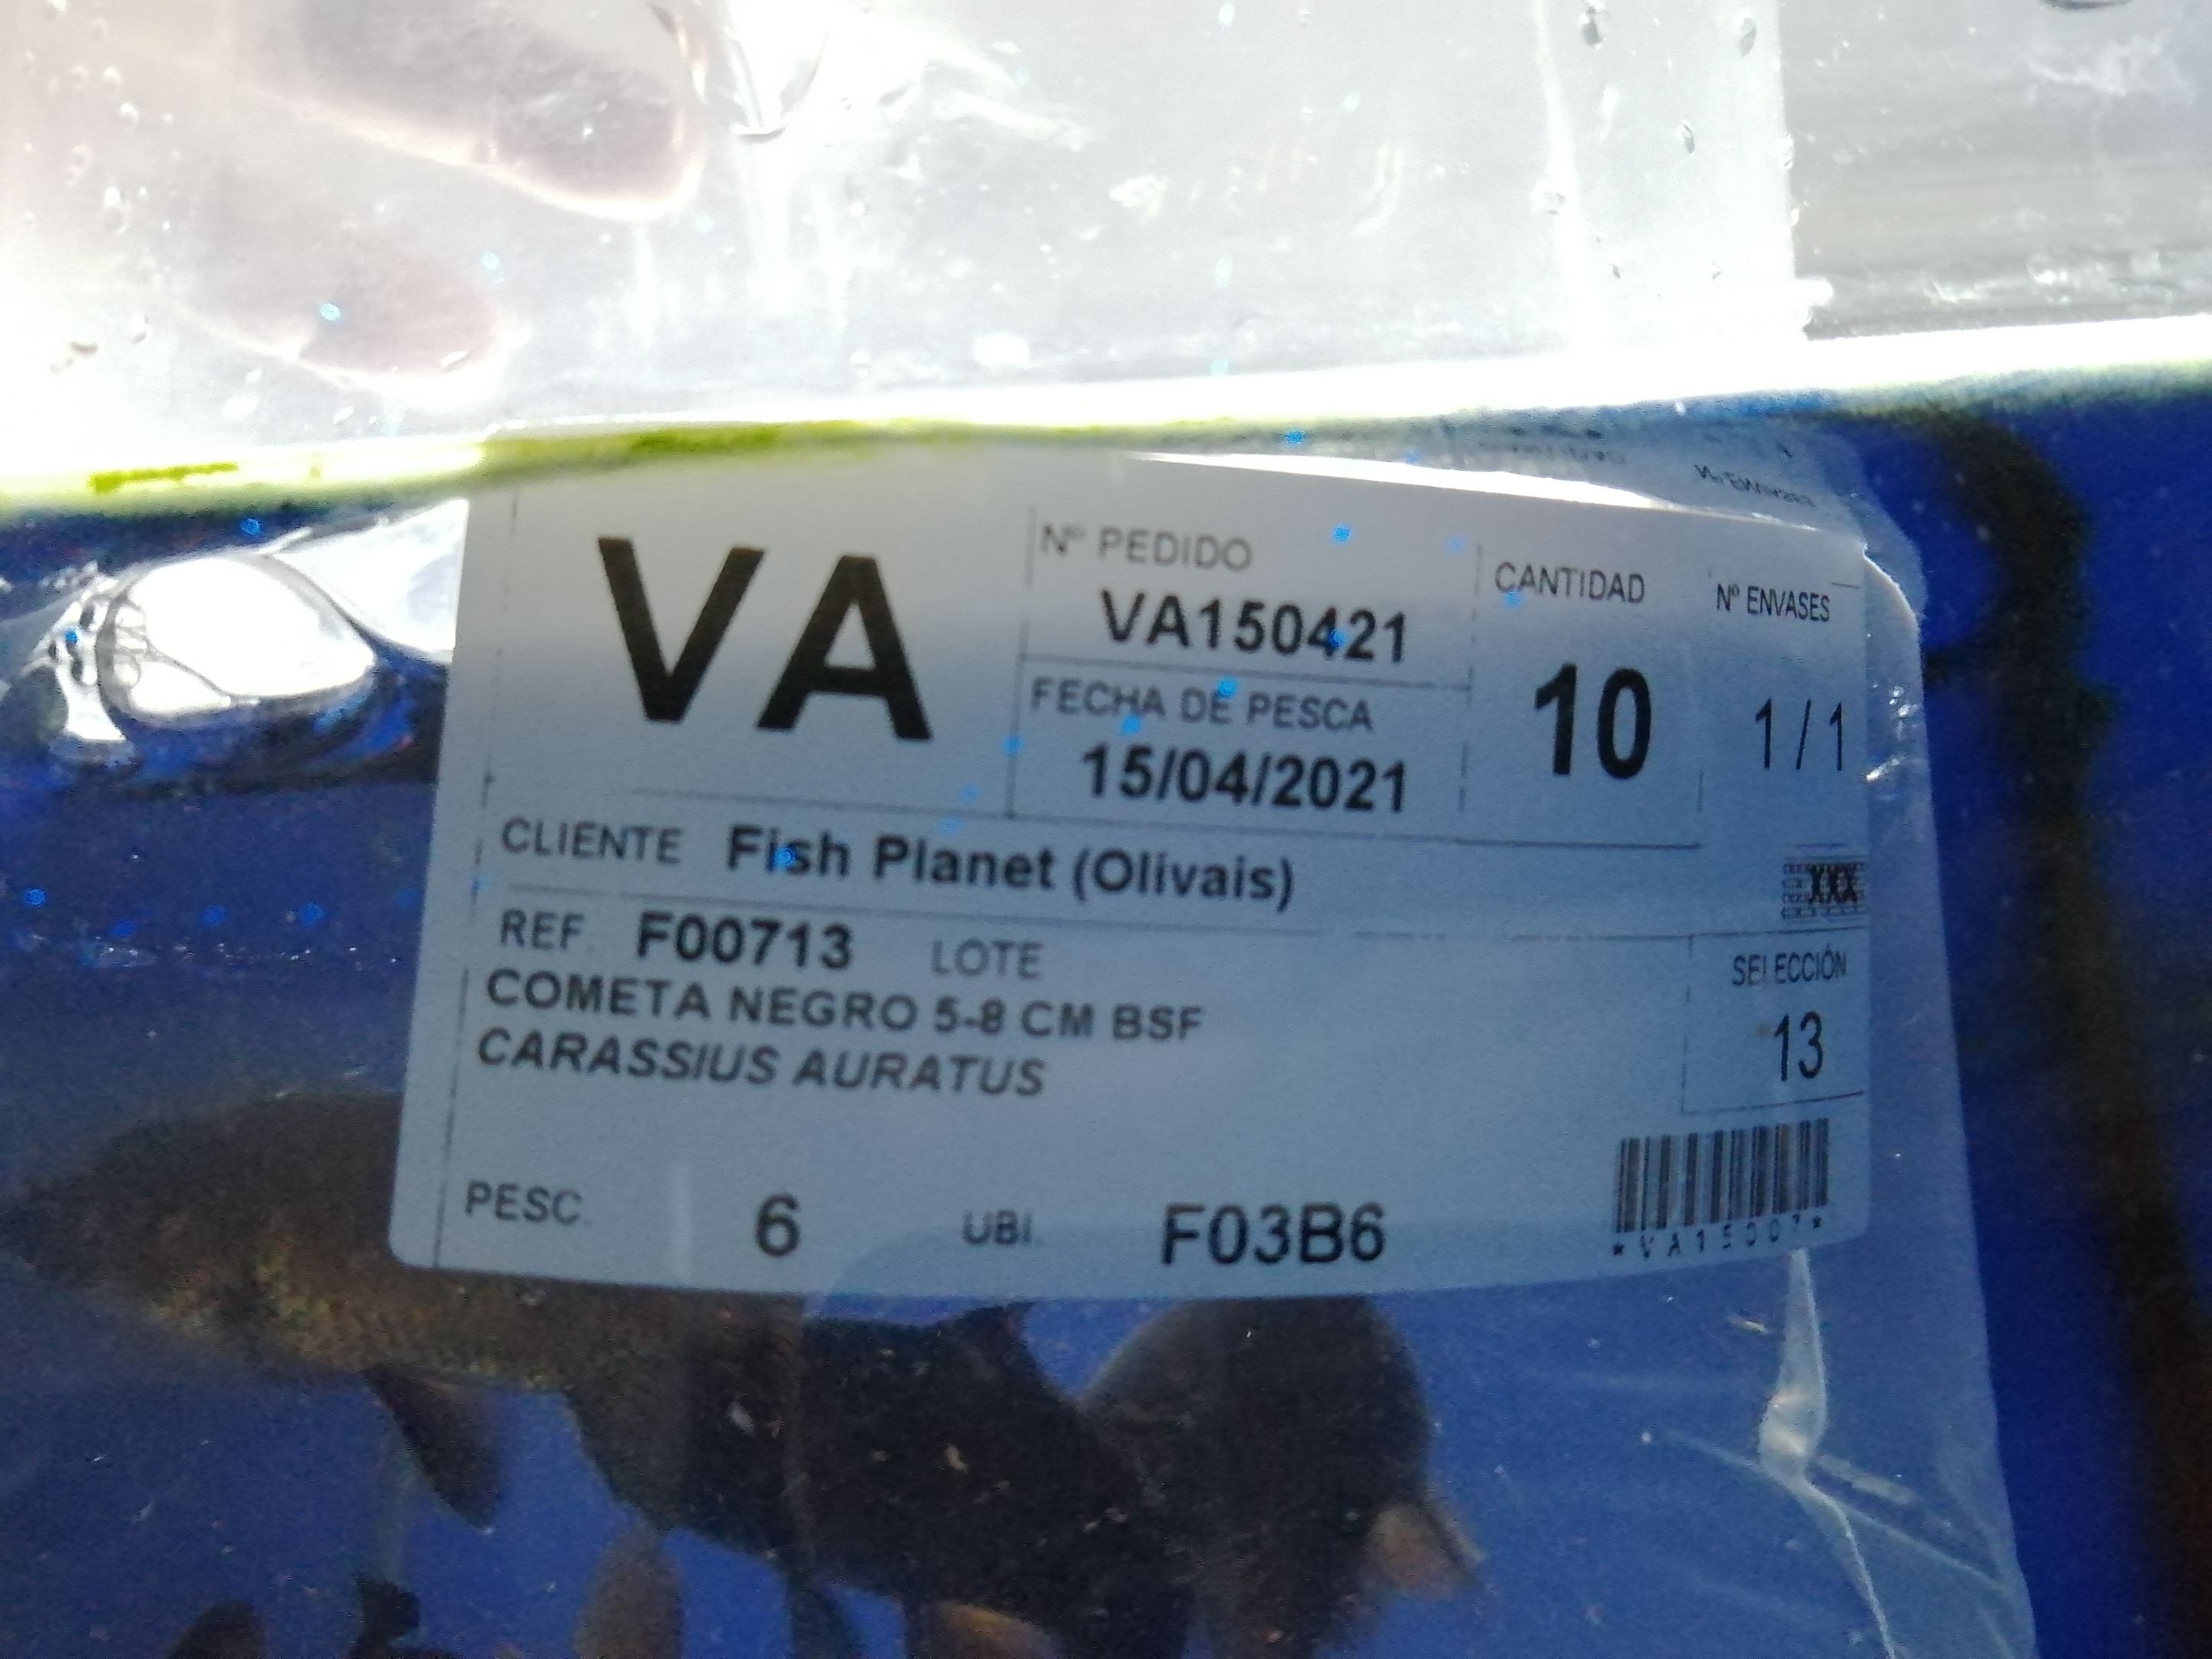 VA
Nº PEDIDO
VA150421
FECHA DE PESCA
15/04/2021
CANTIDAD
10
Nº ENVASES
1/1
CLIENTE Fish Planet (Olivais)
XXX
REF. F00713 LOTE
COMETA NEGRO 5-8 CM BSF
CARASSIUS AURATUS
SELECCIÓN
13
PESC. 6 UBI. F03B6